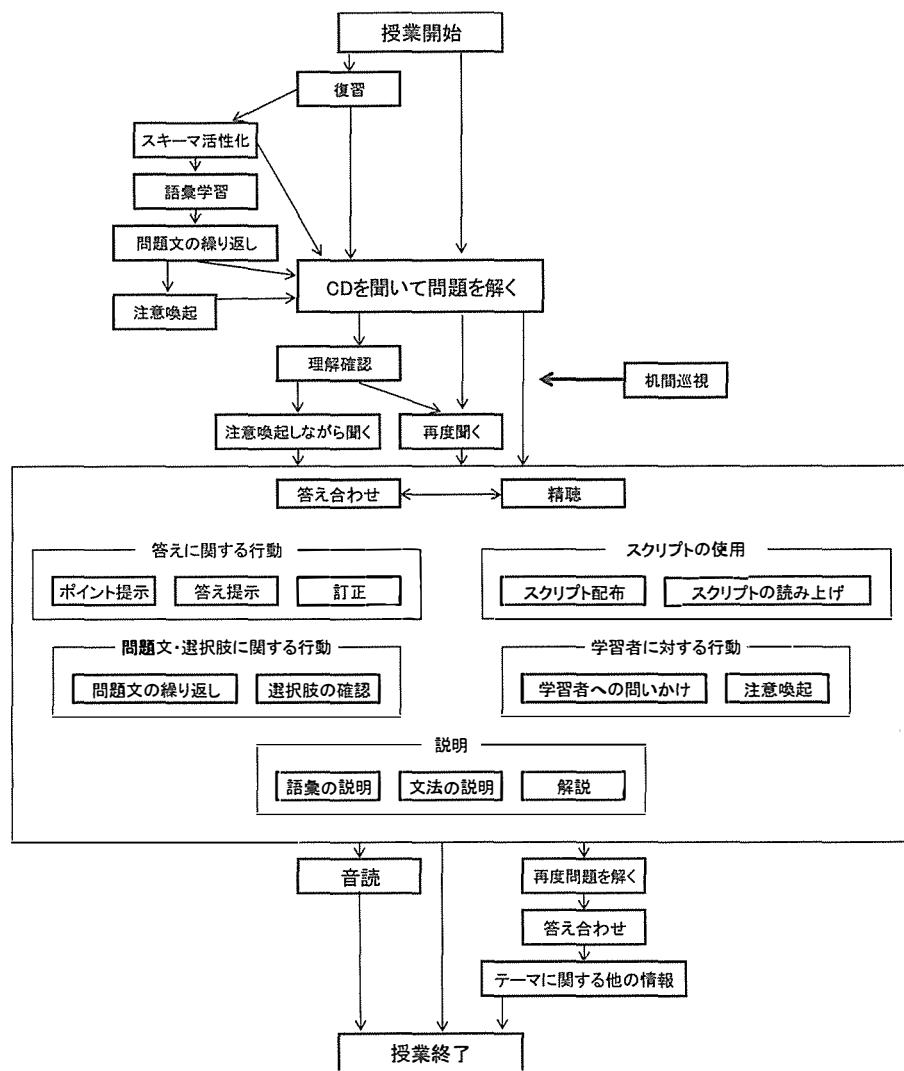 授業開始
復習
スキーマ活性化
語彙学習
問題文の繰り返し
CDを聞いて問題を解く
注意喚起
理解確認
机間巡視
注意喚起しながら聞く
再度聞く
答え合わせ
精聴
答えに関する行動
ポイント提示
答え提示
訂正
スクリプトの使用
スクリプト配布
スクリプトの読み上げ
問題文・選択肢に関する行動
問題文の繰り返し
選択肢の確認
学習者に対する行動
学習者への問いかけ
注意喚起
説明
語彙の説明
文法の説明
解説
音読
再度問題を解く
答え合わせ
テーマに関する他の情報
授業終了